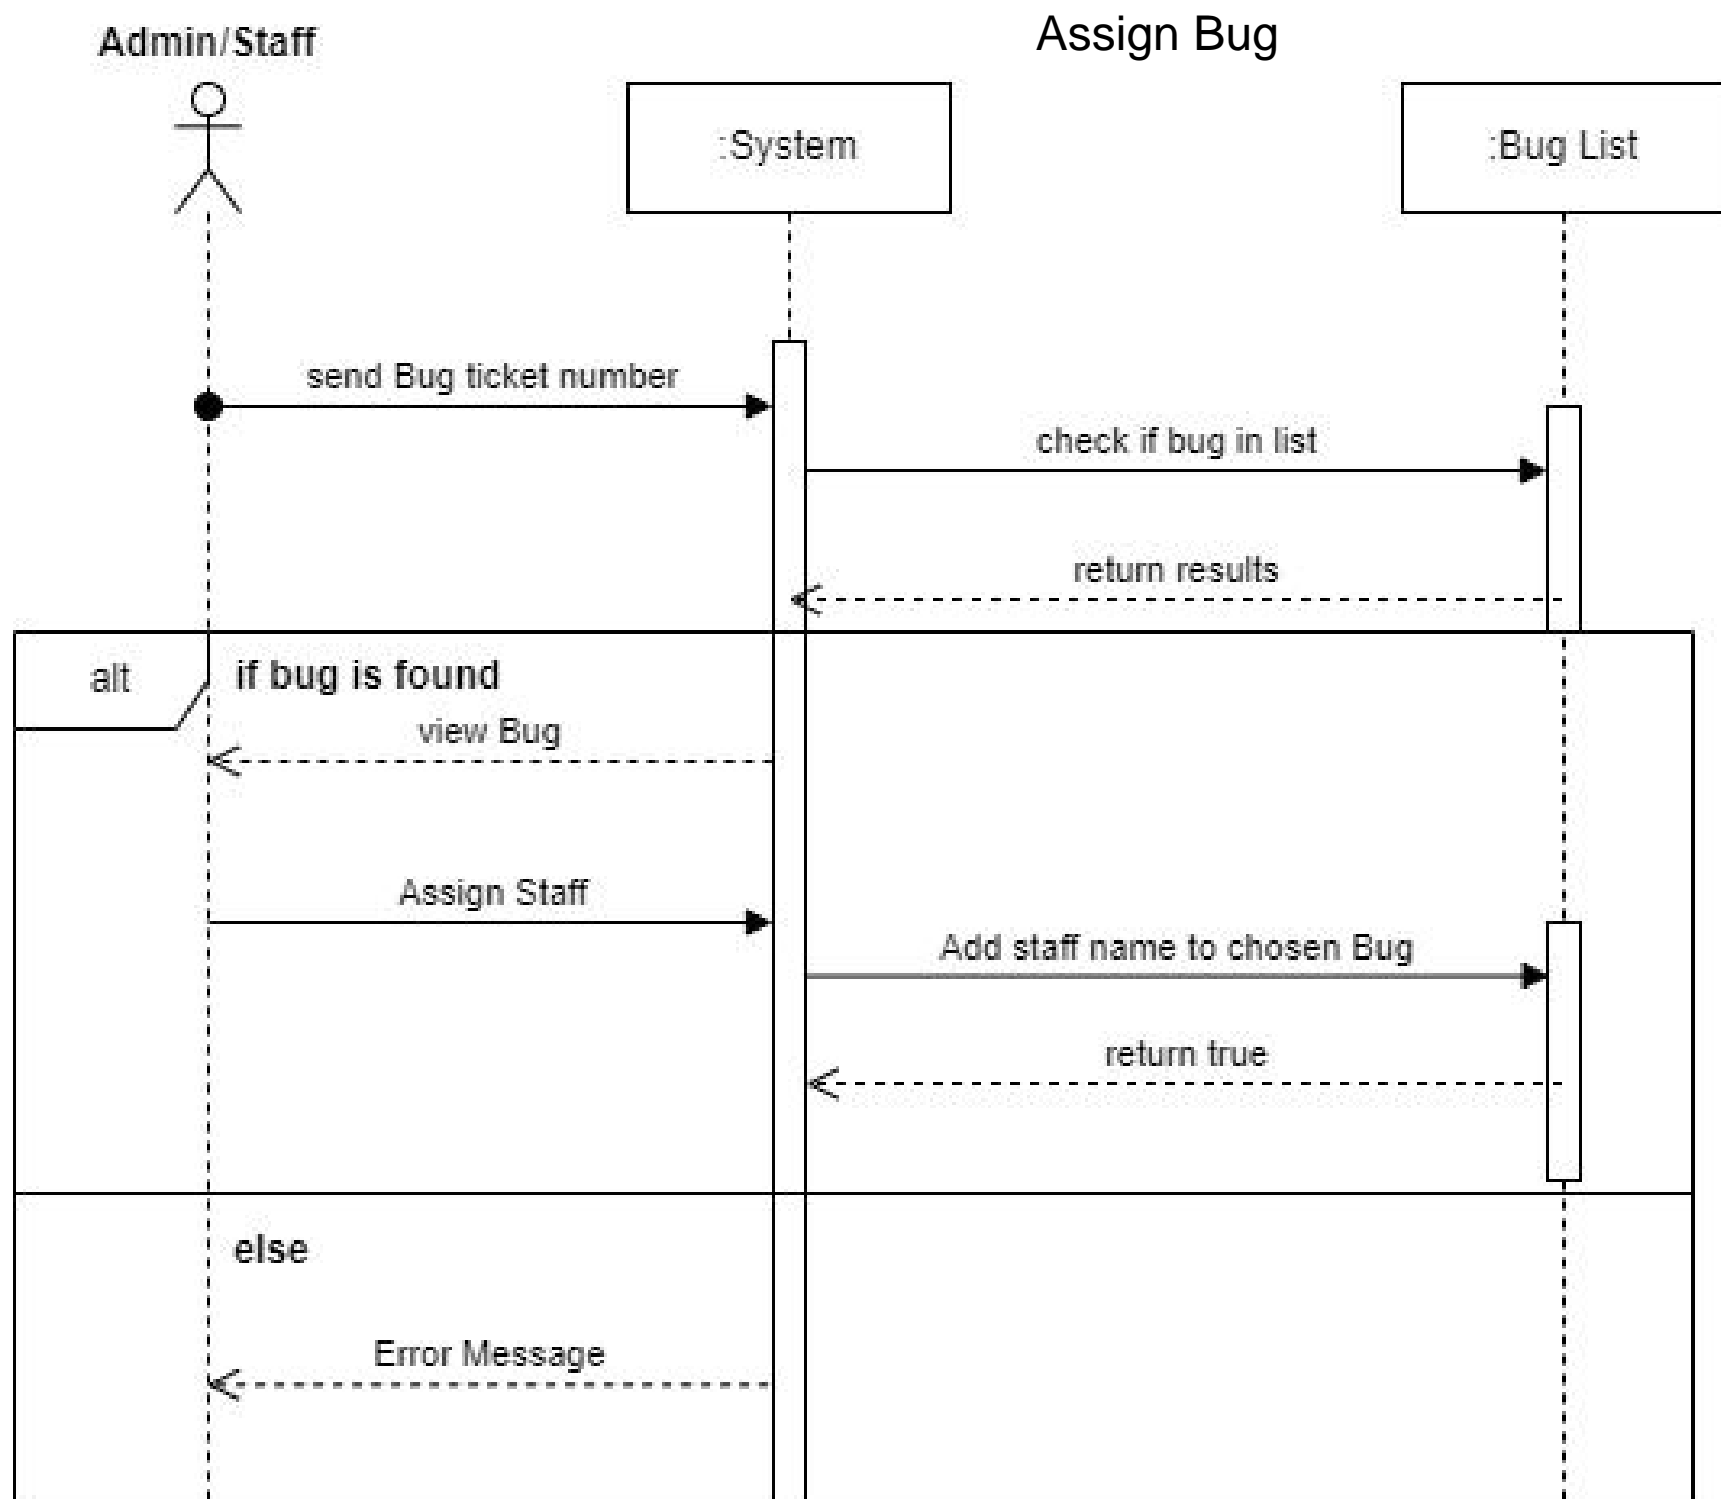 Admin/Staff
Assign Bug
:System
:Bug List
send Bug ticket number
check if bug in list
return results
alt
if bug is found
view Bug
Assign Staff
Add staff name to chosen Bug
return true
else
Error Message